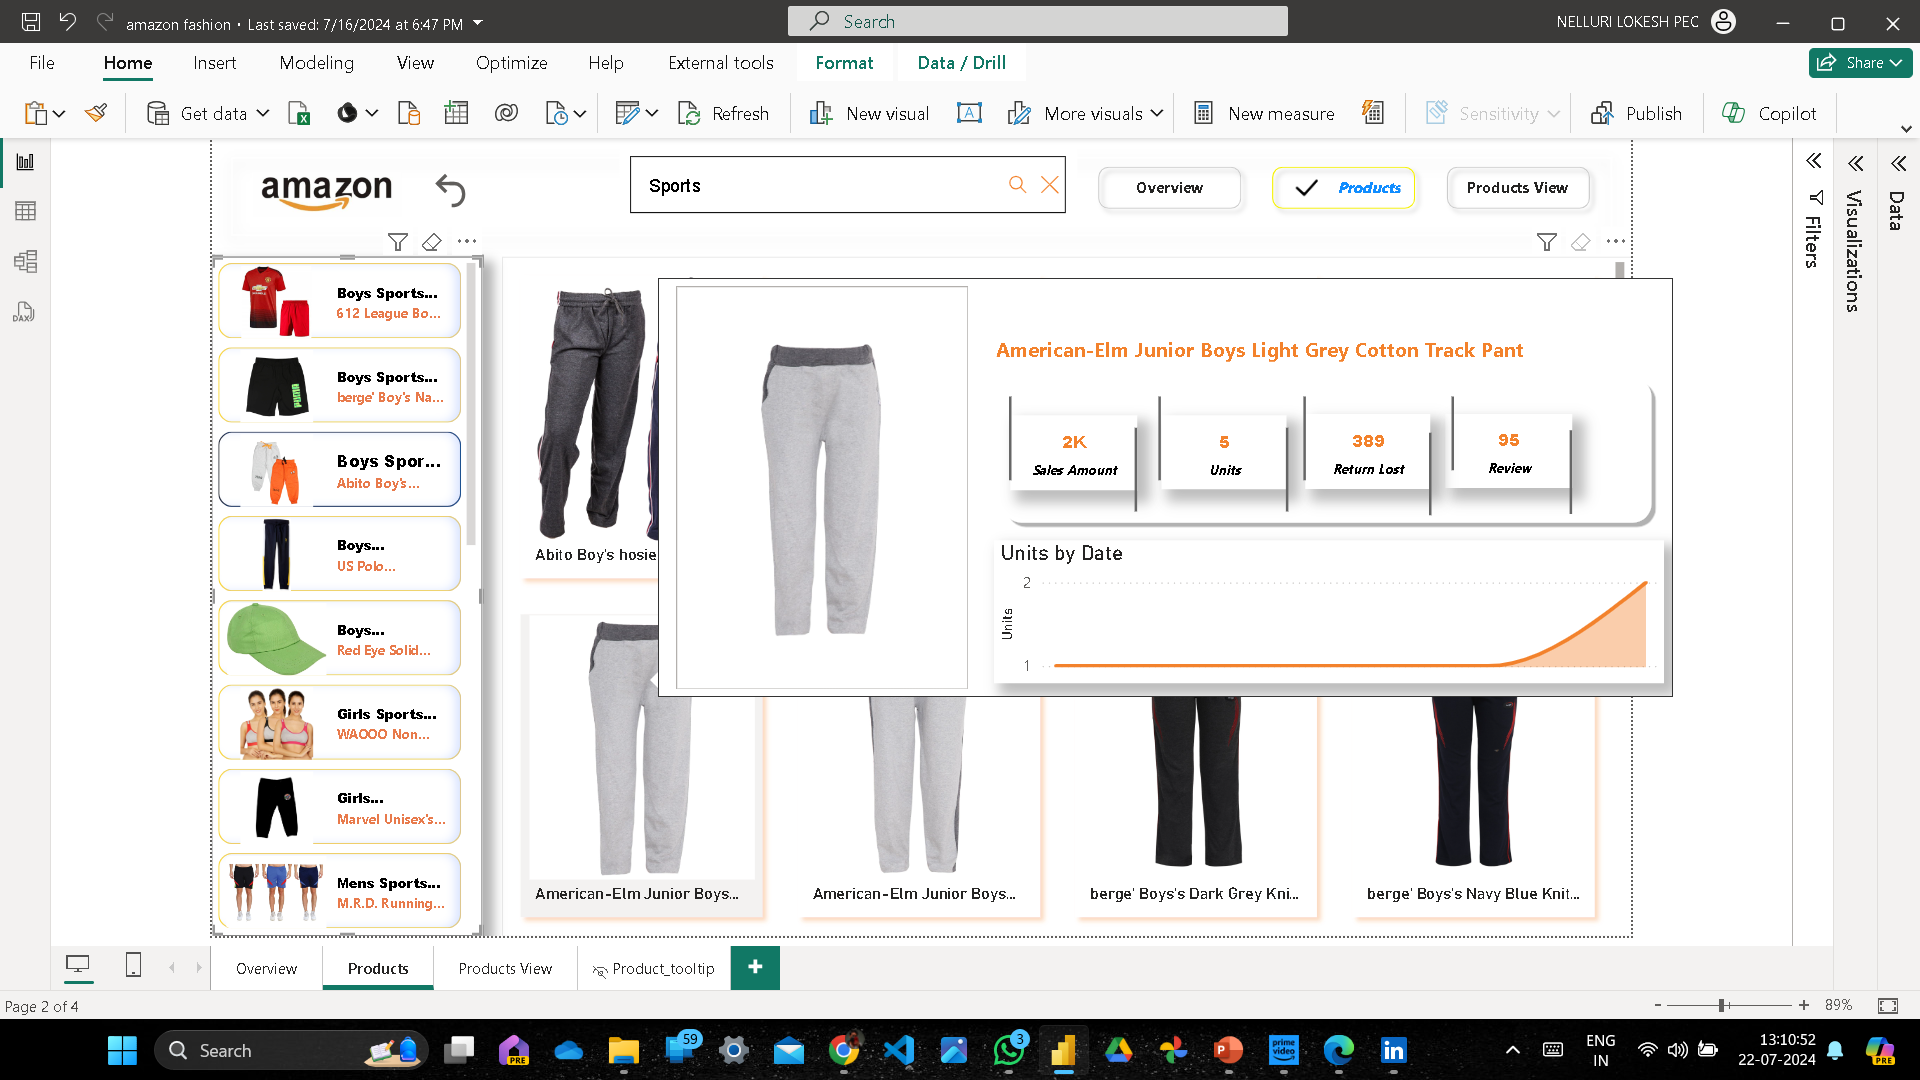 amazon fashion • Last saved: 7/16/2024 at 6:47 PM
Search
NELLURI LOKESH PEC
File Home Insert Modeling View Optimize Help External tools Format Data / Drill
Share
Get data
Refresh
New visual
More visuals
New measure
Sensitivity
Publish
Copilot
amazon
Sports
Overview
Products
Products View
Filters
Visualizations
Data
DAX
Boys Sports...
612 League Bo...
Boys Sports...
berge' Boy's Na...
PUMA
Boys Spor...
Abito Boy's...
Boys...
US Polo...
Boys...
Red Eye Solid...
Girls Sports...
WAOOO Non...
Girls...
Marvel Unisex's...
Mens Sports...
M.R.D. Running...
Abito Boy's hosie
American-Elm Junior Boys Light Grey Cotton Track Pant
2K
Sales Amount
5
Units
389
Return Lost
95
Review
Units by Date
2
Units
1
American-Elm Junior Boys...
American-Elm Junior Boys...
berge' Boys's Dark Grey Kni...
berge' Boys's Navy Blue Knit...
Overview Products Products View Product_tooltip +
Page 2 of 4
- + 89%
Search
PRE
59
3
prime video
ENG
IN
13:10:52
22-07-2024
PRE